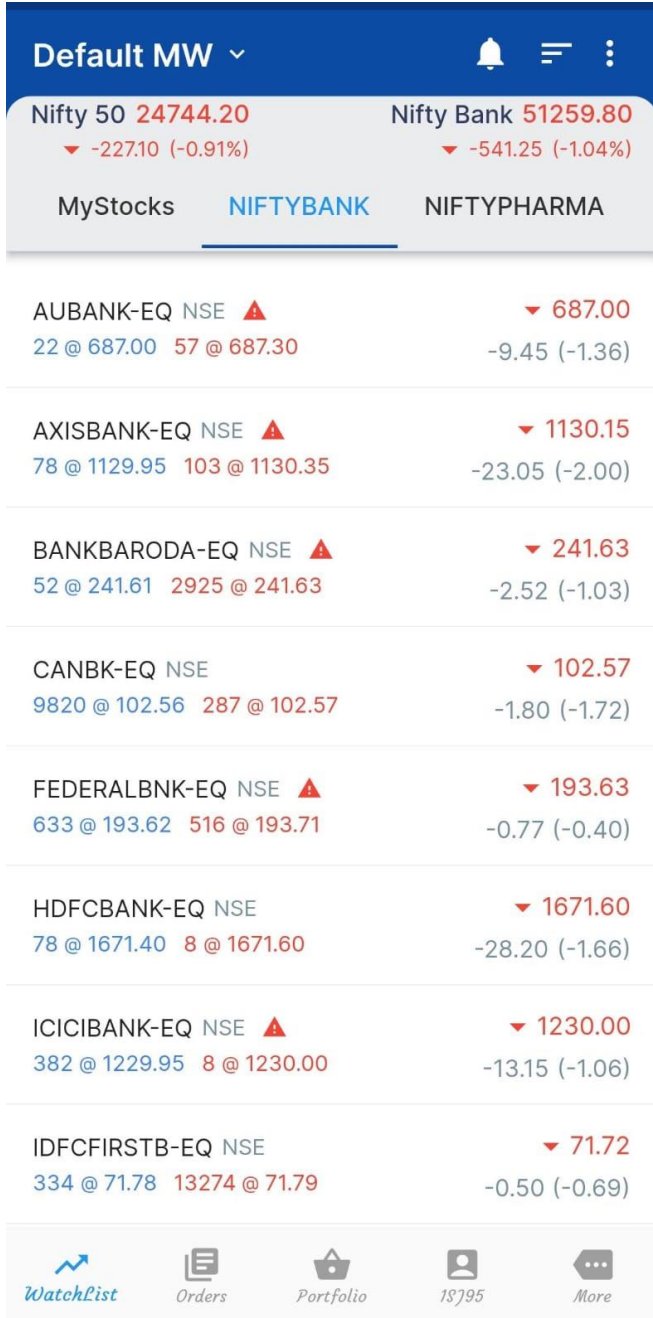 Default MW
Nifty 50 24744.20 Nifty Bank 51259.80
-227.10 (-0.91%) -541.25 (-1.04%)
MyStocks NIFTYBANK NIFTYPHARMA
AUBANK-EQ NSE 687.00
22 @ 687.00 57 @ 687.30 -9.45 (-1.36)
AXISBANK-EQ NSE 1130.15
78 @ 1129.95 103 @ 1130.35 -23.05 (-2.00)
BANKBARODA-EQ NSE 241.63
52 @ 241.61 2925 @ 241.63 -2.52 (-1.03)
CANBK-EQ NSE 102.57
9820 @ 102.56 287 @ 102.57 -1.80 (-1.72)
FEDERALBNK-EQ NSE 193.63
633 @ 193.62 516 @ 193.71 -0.77 (-0.40)
HDFCBANK-EQ NSE 1671.60
78 @ 1671.40 8 @ 1671.60 -28.20 (-1.66)
ICICIBANK-EQ NSE 1230.00
382 @ 1229.95 8 @ 1230.00 -13.15 (-1.06)
IDFCFIRSTB-EQ NSE 71.72
334 @ 71.78 13274 @ 71.79 -0.50 (-0.69)
WatchList Orders Portfolio 1SJ95 More